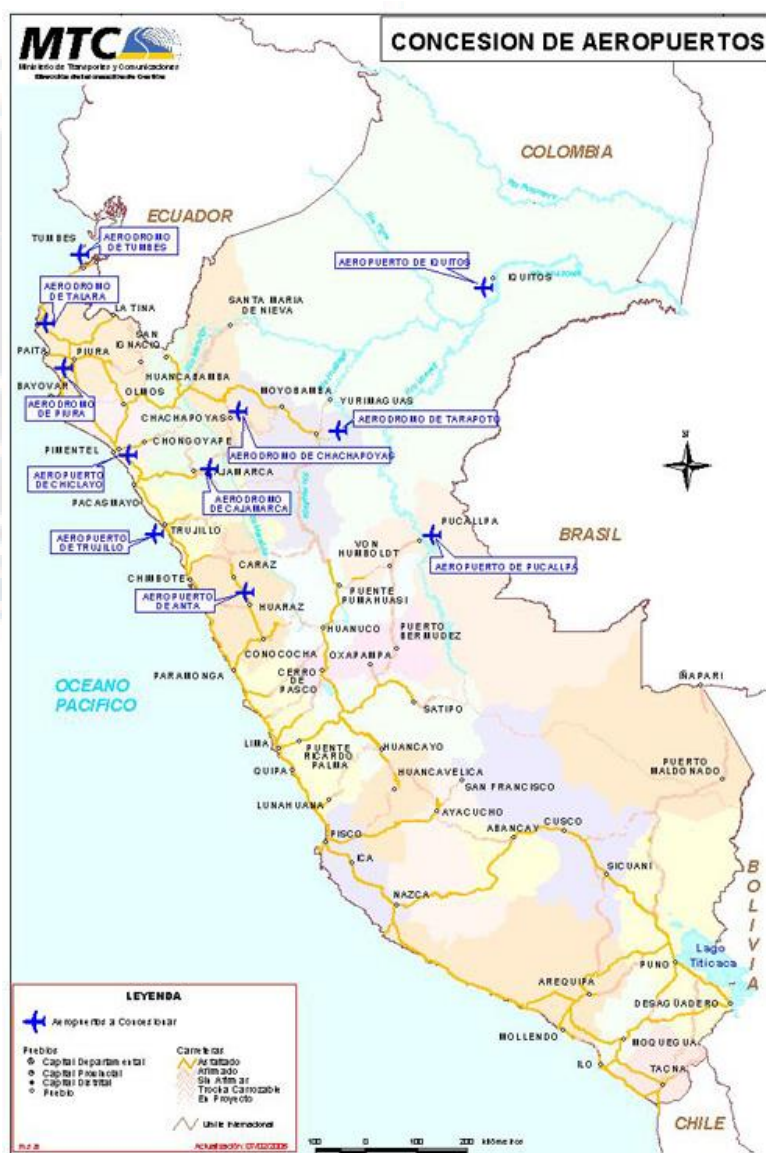 MTC
Ministerio de Transportes y Comunicaciones
CONCESION DE AEROPUERTOS
COLOMBIA
ECUADOR
TUMBES
AERODROMO
DE TUMBES
AEROPUERTO DE IQUITOS
IQUITOS
AERODROMO
DE TALARA
LA TINA
SANTA MARIA
DE NIEVA
SAN
IGNACIO
PAITA
PIURA
HUANCABAMBA
BAYOVAR
OLMOS
MOYOBAMBA
YURIMAGUAS
AERODROMO
DE PIURA
CHACHAPOYAS
AERODROMO DE TARAPOTO
CHONGOYAPE
AERODROMO DE CHACHAPOYAS
PIMENTEL
AEROPUERTO
DE CHICLAYO
CAJAMARCA
AERODROMO
DE CAJAMARCA
PACASMAYO
TRUJILLO
AEROPUERTO
DE TRUJILLO
PUCALLPA
VON
HUMBOLDT
BRASIL
AEROPUERTO DE PUCALLPA
CARAZ
CHIMBOTE
AEROPUERTO
DE ANTA
HUARAZ
PUENTE
PUMAHUASI
HUANUCO
PUERTO
BERMUDEZ
CONOCOCHA
OXAPAMPA
PARAMONGA
CERRO
DE
PASCO
OCEANO
PACIFICO
IÑAPARI
SATIPO
LIMA
PUENTE
RICARDO
PALMA
HUANCAYO
QUIPA
HUANCAVELICA
SAN FRANCISCO
PUERTO
MALDONADO
LUNAHUANA
AYACUCHO
PISCO
ABANCAY
CUSCO
ICA
SICUANI
NAZCA
BOLIVIA
Lago
Titicaca
PUNO
AREQUIPA
DESAGUADERO
MOLLENDO
MOQUEGUA
ILO
TACNA
CHILE
LEYENDA
Aeropuertos a Concesionar
Pueblos
Capital Departamental
Capital Provincial
Capital Distrital
Pueblo
Carreteras
Asfaltado
Afirmado
Sin Afirmar
Trocha Carrozable
En Proyecto
Limite Internacional
100 0 100 200 kilómetros